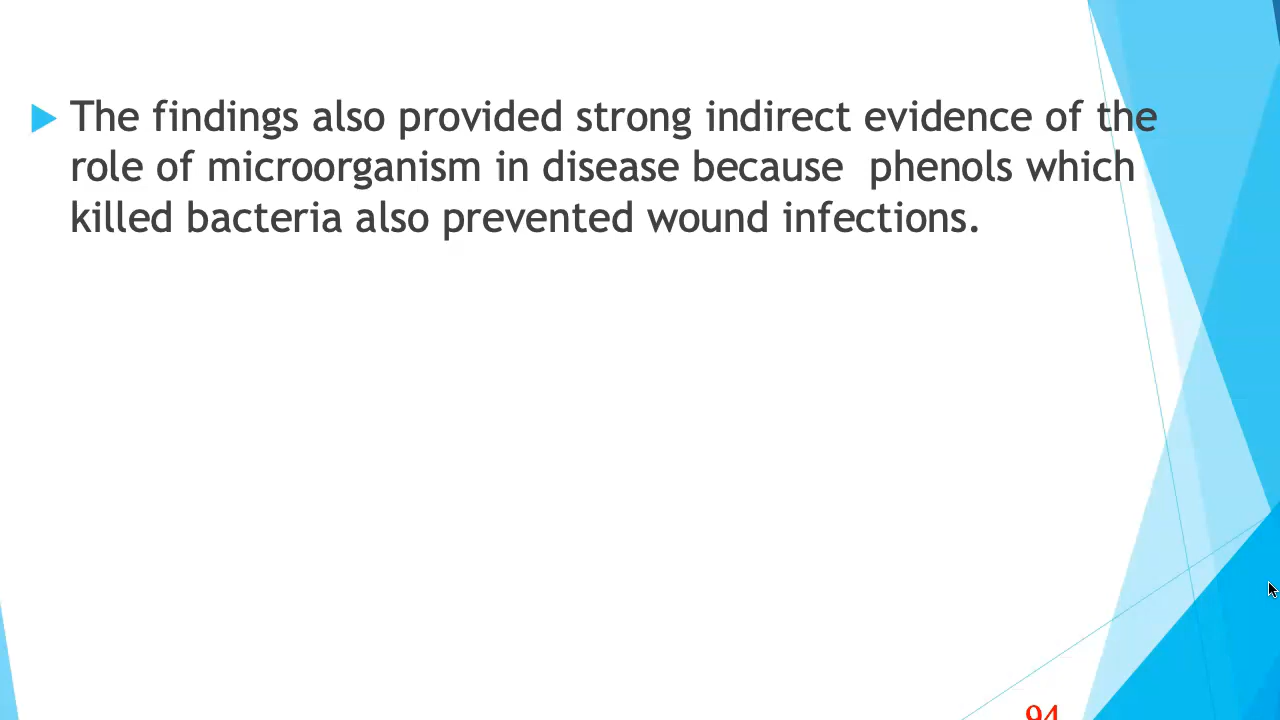 The findings also provided strong indirect evidence of the
role of microorganism in disease because  phenols which
killed bacteria also prevented wound infections.
94